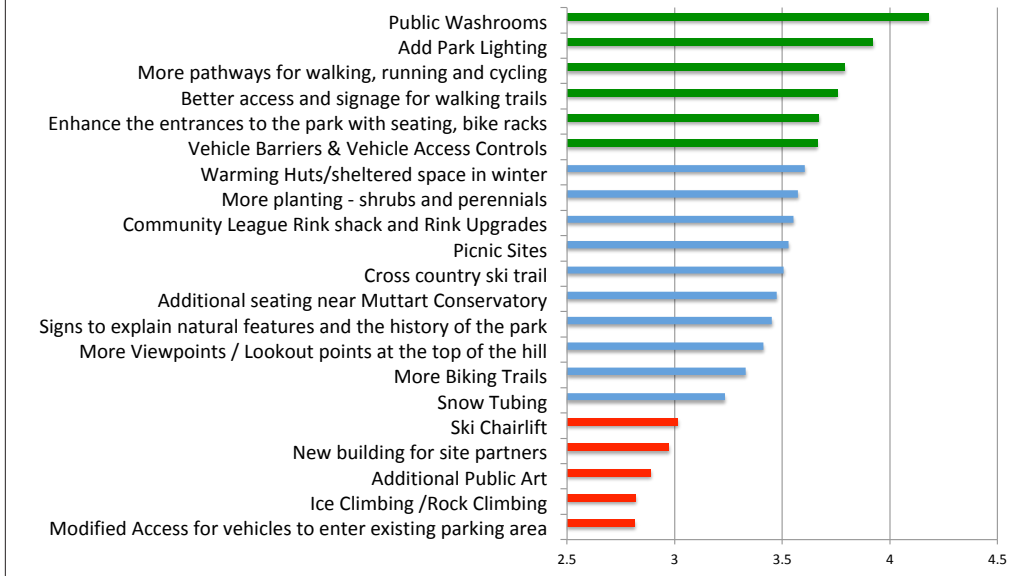 Public Washrooms
Add Park Lighting
More pathways for walking, running and cycling
Better access and signage for walking trails
Enhance the entrances to the park with seating, bike racks
Vehicle Barriers & Vehicle Access Controls
Warming Huts/sheltered space in winter
More planting - shrubs and perennials
Community League Rink shack and Rink Upgrades
Picnic Sites
Cross country ski trail
Additional seating near Muttart Conservatory
Signs to explain natural features and the history of the park
More Viewpoints / Lookout points at the top of the hill
More Biking Trails
Snow Tubing
Ski Chairlift
New building for site partners
Additional Public Art
Ice Climbing /Rock Climbing
Modified Access for vehicles to enter existing parking area
2.5 3 3.5 4 4.5